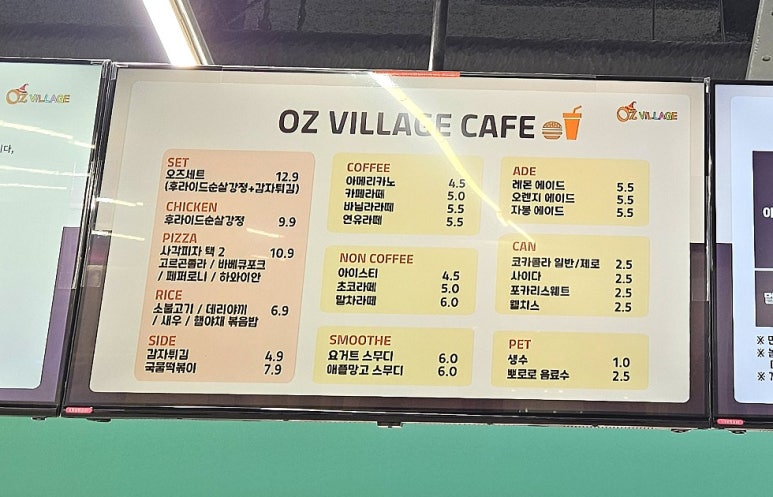 OZ VILLAGE
니다,
OZ VILLAGE CAFE
OZ VILLAGE
SET
오즈세트 12.9
(후라이드순살강정+감자튀김)
CHICKEN
후라이드순살강정 9.9
PIZZA
사각피자 택 2 10.9
고르곤졸라 / 바베큐포크
/ 페퍼로니 / 하와이안
RICE
소불고기 / 데리야끼 6.9
/ 새우 / 햄야채 볶음밥
SIDE
감자튀김 4.9
국물떡볶이 7.9
COFFEE
아메리카노 4.5
카페라떼 5.0
바닐라라떼 5.5
연유라떼 5.5
NON COFFEE
아이스티 4.5
초코라떼 5.0
말차라떼 6.0
SMOOTHE
요거트 스무디 6.0
애플망고 스무디 6.0
ADE
레몬 에이드 5.5
오렌지 에이드 5.5
자몽 에이드 5.5
CAN
코카콜라 일반/제로 2.5
사이다 2.5
포카리스웨트 2.5
웰치스 2.5
PET
생수 1.0
뽀로로 음료수 2.5